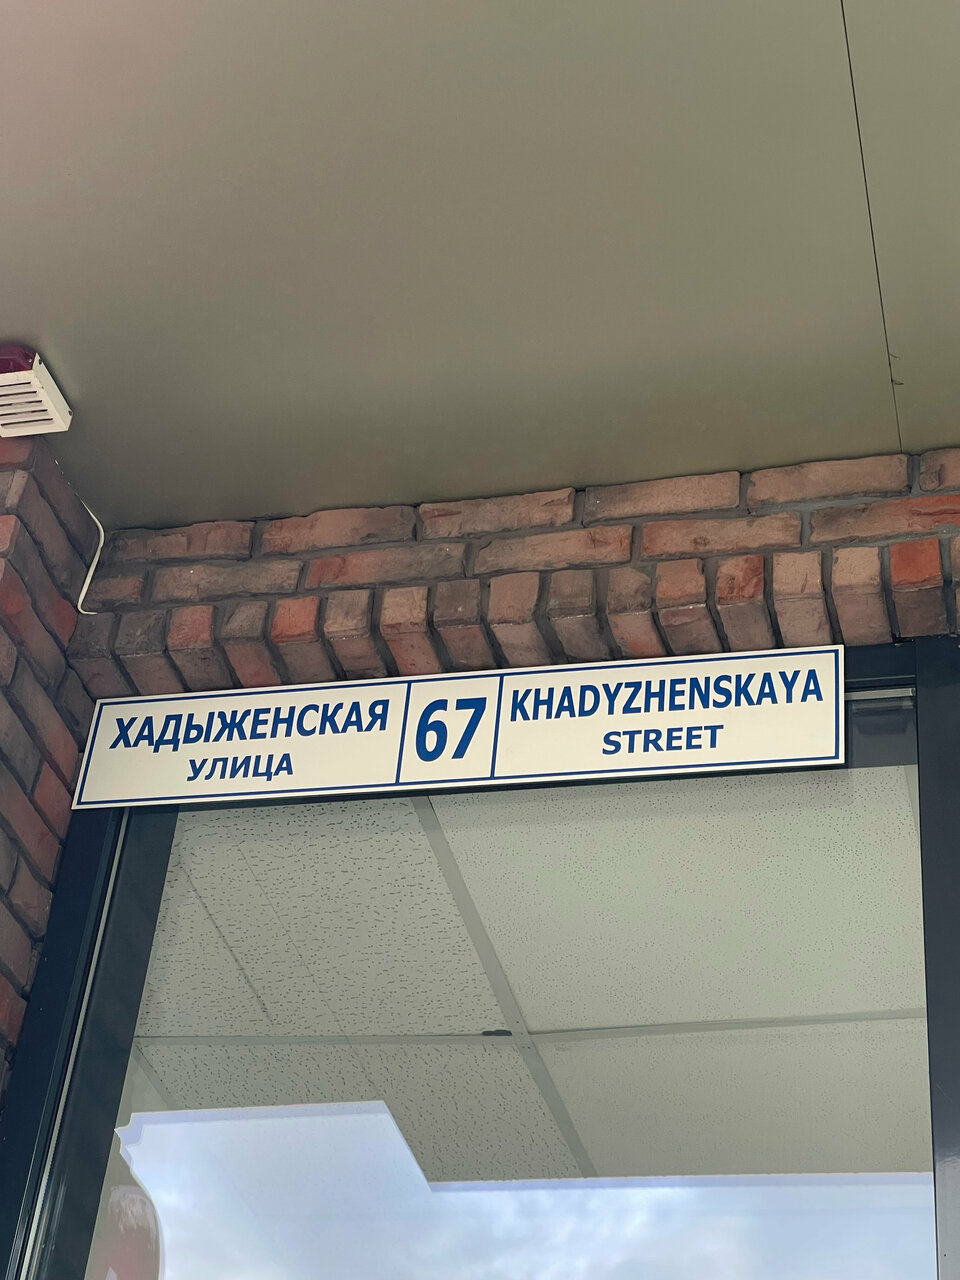 ХАДЫЖЕНСКАЯ
УЛИЦА
67
KHADYZHENSKAYA
STREET